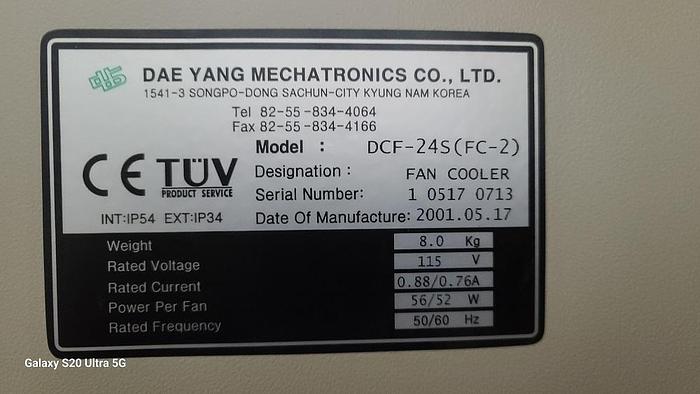 DAE YANG MECHATRONICS CO., LTD.
1541-3 SONGPO-DONG SACHUN-CITY KYUNG NAM KOREA
Tel 82-55-834-4064
Fax 82-55-834-4166
Model : DCF-24S(FC-2)
CE TÜV PRODUCT SERVICE
Designation : FAN COOLER
Serial Number: 1 0517 0713
INT:IP54 EXT:IP34
Date Of Manufacture: 2001.05.17
Weight 8.0 Kg
Rated Voltage 115 V
Rated Current 0.88/0.76A
Power Per Fan 56/52 W
Rated Frequency 50/60 Hz
Galaxy S20 Ultra 5G